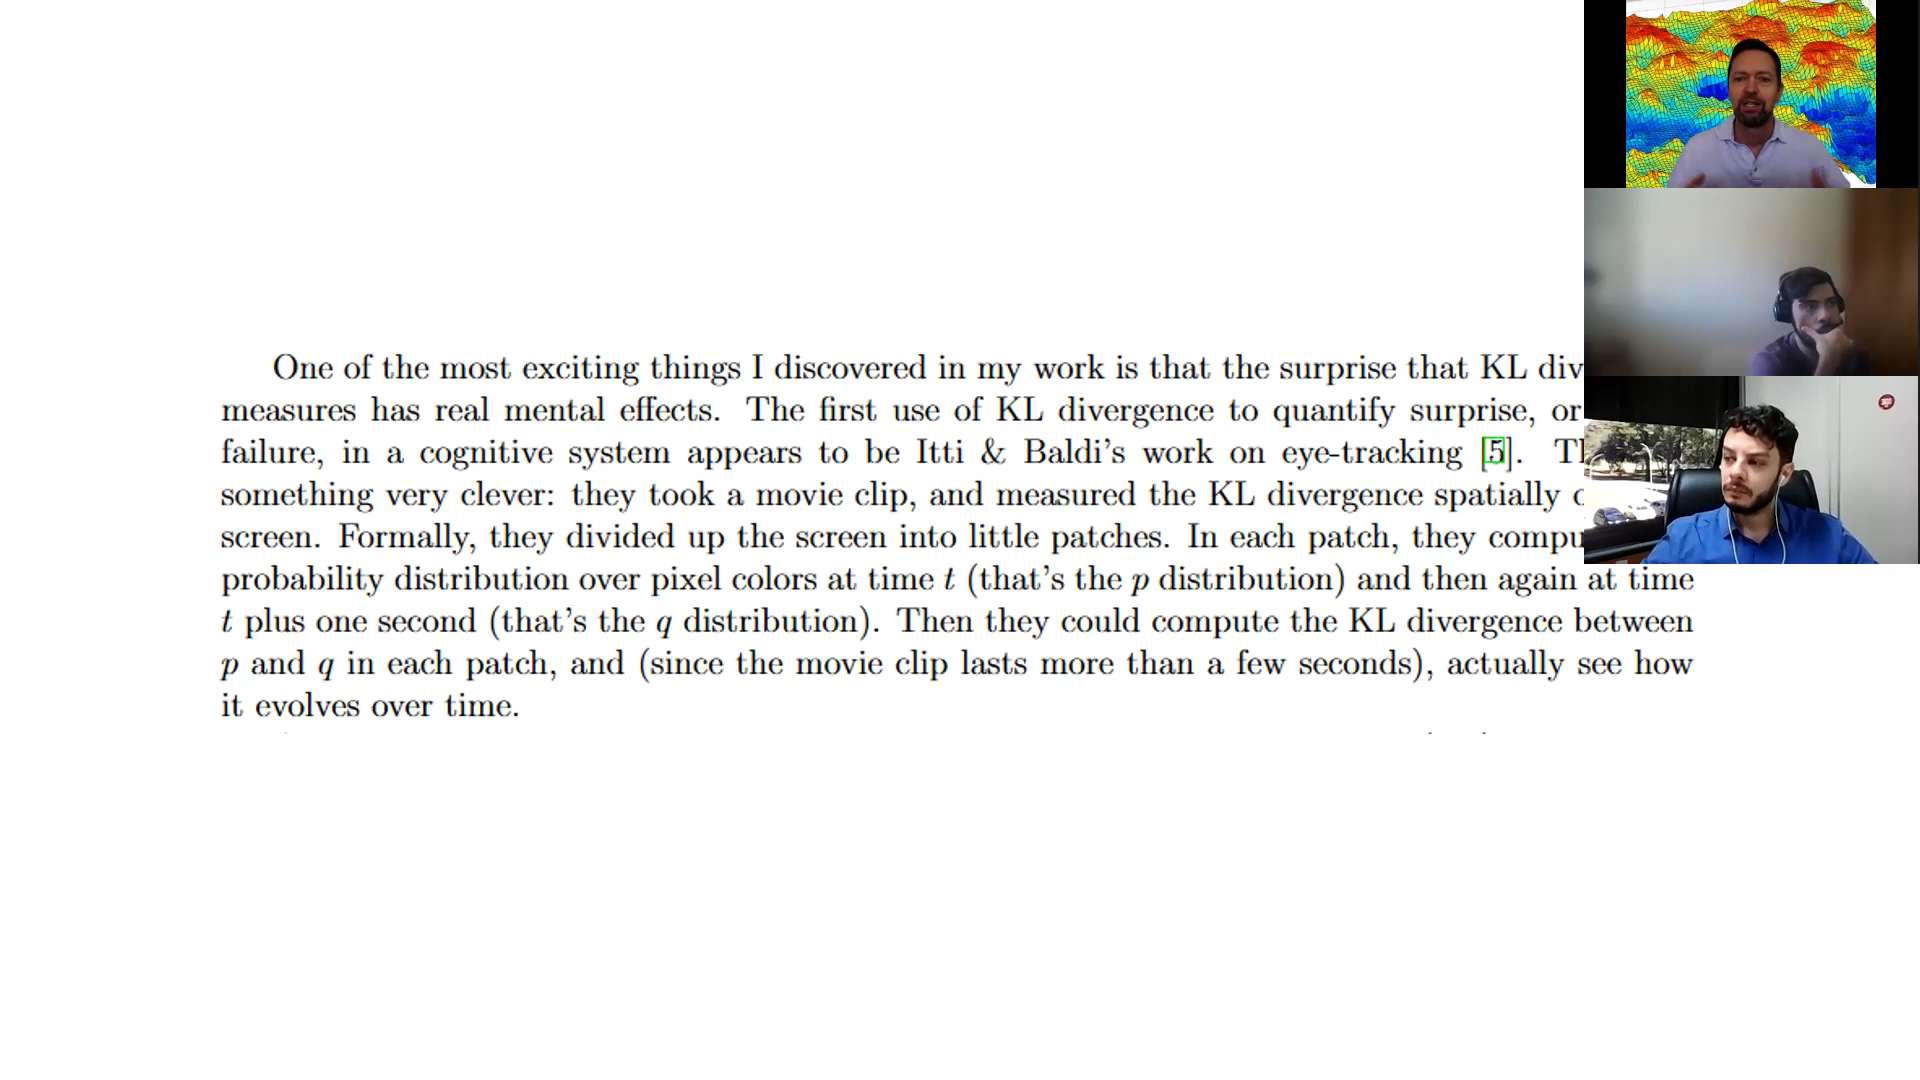 One of the most exciting things I discovered in my work is that the surprise that KL div
measures has real mental effects. The first use of KL divergence to quantify surprise, or
failure, in a cognitive system appears to be Itti & Baldi's work on eye-tracking [5].
something very clever: they took a movie clip, and measured the KL divergence spatially
screen. Formally, they divided up the screen into little patches. In each patch, they compu
probability distribution over pixel colors at time t (that's the p distribution) and then again at time
t plus one second (that's the q distribution). Then they could compute the KL divergence between
p and q in each patch, and (since the movie clip lasts more than a few seconds), actually see how
it evolves over time.